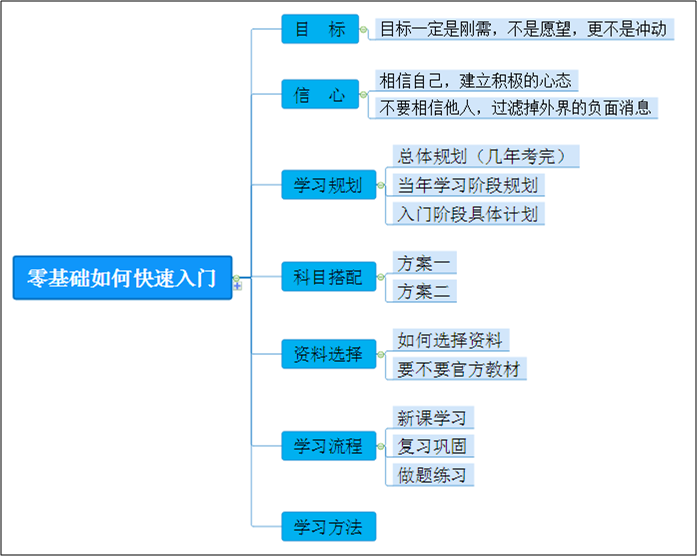 零基础如何快速入门
目 标
目标一定是刚需，不是愿望，更不是冲动
信 心
相信自己，建立积极的心态
不要相信他人，过滤掉外界的负面消息
学习规划
总体规划（几年考完）
当年学习阶段规划
入门阶段具体计划
科目搭配
方案一
方案二
资料选择
如何选择资料
要不要官方教材
学习流程
新课学习
复习巩固
做题练习
学习方法